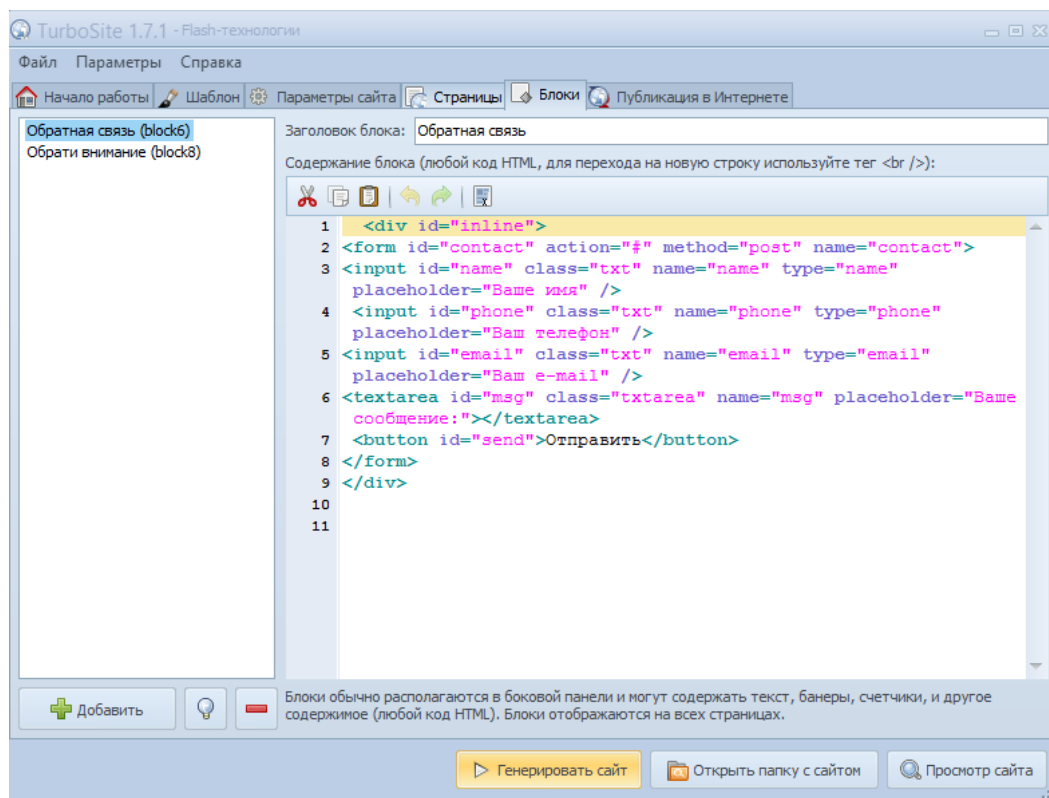 TurboSite 1.7.1 - Flash-технологии
Файл Параметры Справка
Начало работы Шаблон Параметры сайта Страницы Блоки Публикация в Интернете
Обратная связь (block6)
Обрати внимание (block8)
Заголовок блока: Обратная связь
Содержание блока (любой код HTML, для перехода на новую строку используйте тег <br />):
1 <div id="inline">
2 <form id="contact" action="#" method="post" name="contact">
3 <input id="name" class="txt" name="name" type="name"
placeholder="Ваше имя" />
4 <input id="phone" class="txt" name="phone" type="phone"
placeholder="Ваш телефон" />
5 <input id="email" class="txt" name="email" type="email"
placeholder="Ваш e-mail" />
6 <textarea id="msg" class="txtarea" name="msg" placeholder="Ваше
сообщение:"></textarea>
7 <button id="send">Отправить</button>
8 </form>
9 </div>
10
11
Добавить
Блоки обычно располагаются в боковой панели и могут содержать текст, банеры, счетчики, и другое
содержимое (любой код HTML). Блоки отображаются на всех страницах.
Генерировать сайт Открыть папку с сайтом Просмотр сайта